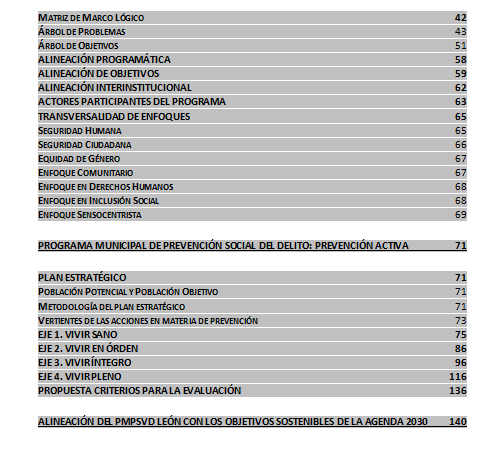 MATRIZ DE MARCO LÓGICO 42
ÁRBOL DE PROBLEMAS 43
ÁRBOL DE OBJETIVOS 51
ALINEACIÓN PROGRAMÁTICA 58
ALINEACIÓN DE OBJETIVOS 59
ALINEACIÓN INTERINSTITUCIONAL 62
ACTORES PARTICIPANTES DEL PROGRAMA 63
TRANSVERSALIDAD DE ENFOQUES 65
SEGURIDAD HUMANA 65
SEGURIDAD CIUDADANA 66
EQUIDAD DE GÉNERO 67
ENFOQUE COMUNITARIO 67
ENFOQUE EN DERECHOS HUMANOS 68
ENFOQUE EN INCLUSIÓN SOCIAL 68
ENFOQUE SENSOCENTRISTA 69
PROGRAMA MUNICIPAL DE PREVENCIÓN SOCIAL DEL DELITO: PREVENCIÓN ACTIVA 71
PLAN ESTRATÉGICO 71
POBLACIÓN POTENCIAL Y POBLACIÓN OBJETIVO 71
METODOLOGÍA DEL PLAN ESTRATÉGICO 71
VERTIENTES DE LAS ACCIONES EN MATERIA DE PREVENCIÓN 73
EJE 1. VIVIR SANO 75
EJE 2. VIVIR EN ÓRDEN 86
EJE 3. VIVIR ÍNTEGRO 96
EJE 4. VIVIR PLENO 116
PROPUESTA CRITERIOS PARA LA EVALUACIÓN 136
ALINEACIÓN DEL PMPSVD LEÓN CON LOS OBJETIVOS SOSTENIBLES DE LA AGENDA 2030 140